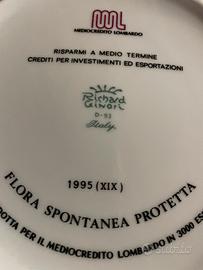 MEDIOCREDITO LOMBARDO
RISPARMI A MEDIO TERMINE
CREDITI PER INVESTIMENTI ED ESPORTAZIONI
Richard
Ginori
D-93
Italy
1995 (XIX)
FLORA SPONTANEA PROTETTA
PER IL MEDIOCREDITO LOMBARDO IN 3000